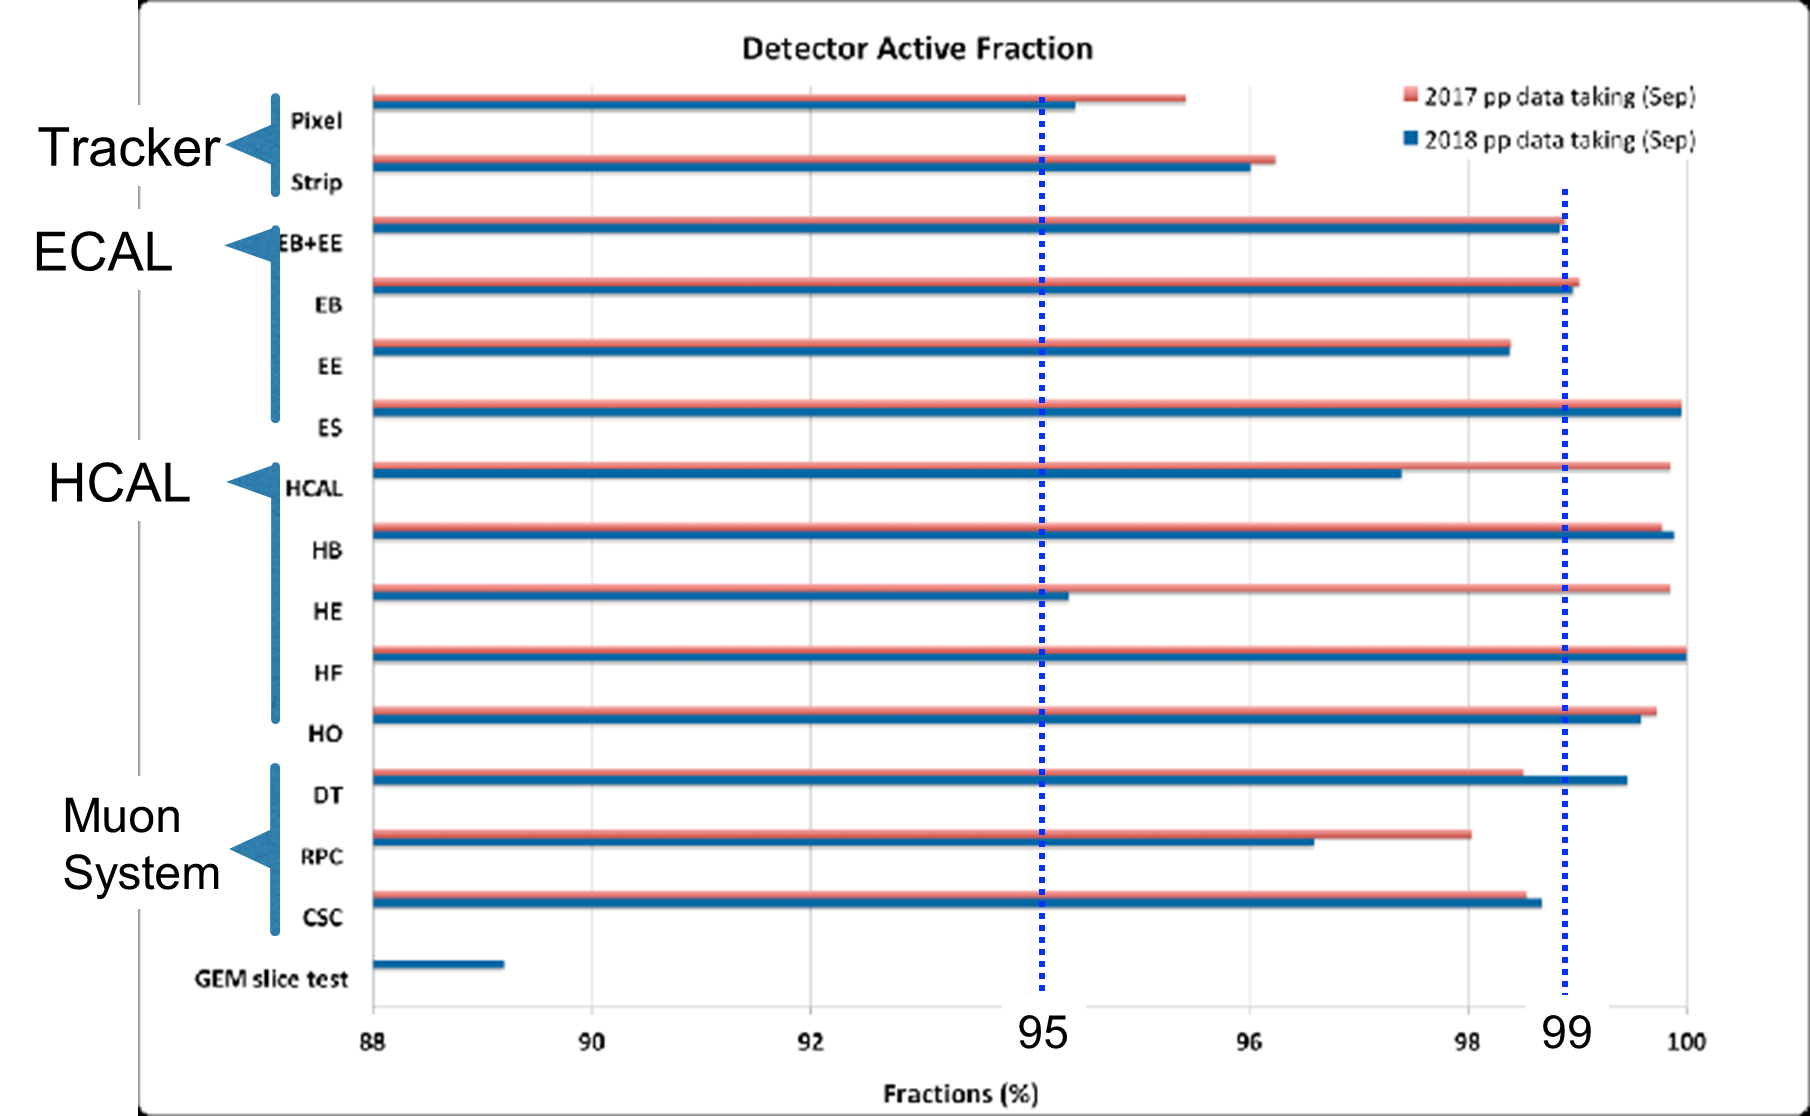 Detector Active Fraction
2017 pp data taking (Sep)
2018 pp data taking (Sep)
Tracker
Pixel
Strip
ECAL
EB+EE
EB
EE
ES
HCAL
HCAL
HB
HE
HF
HO
Muon
System
DT
RPC
CSC
GEM slice test
88 90 92 95 96 98 99 100
Fractions (%)